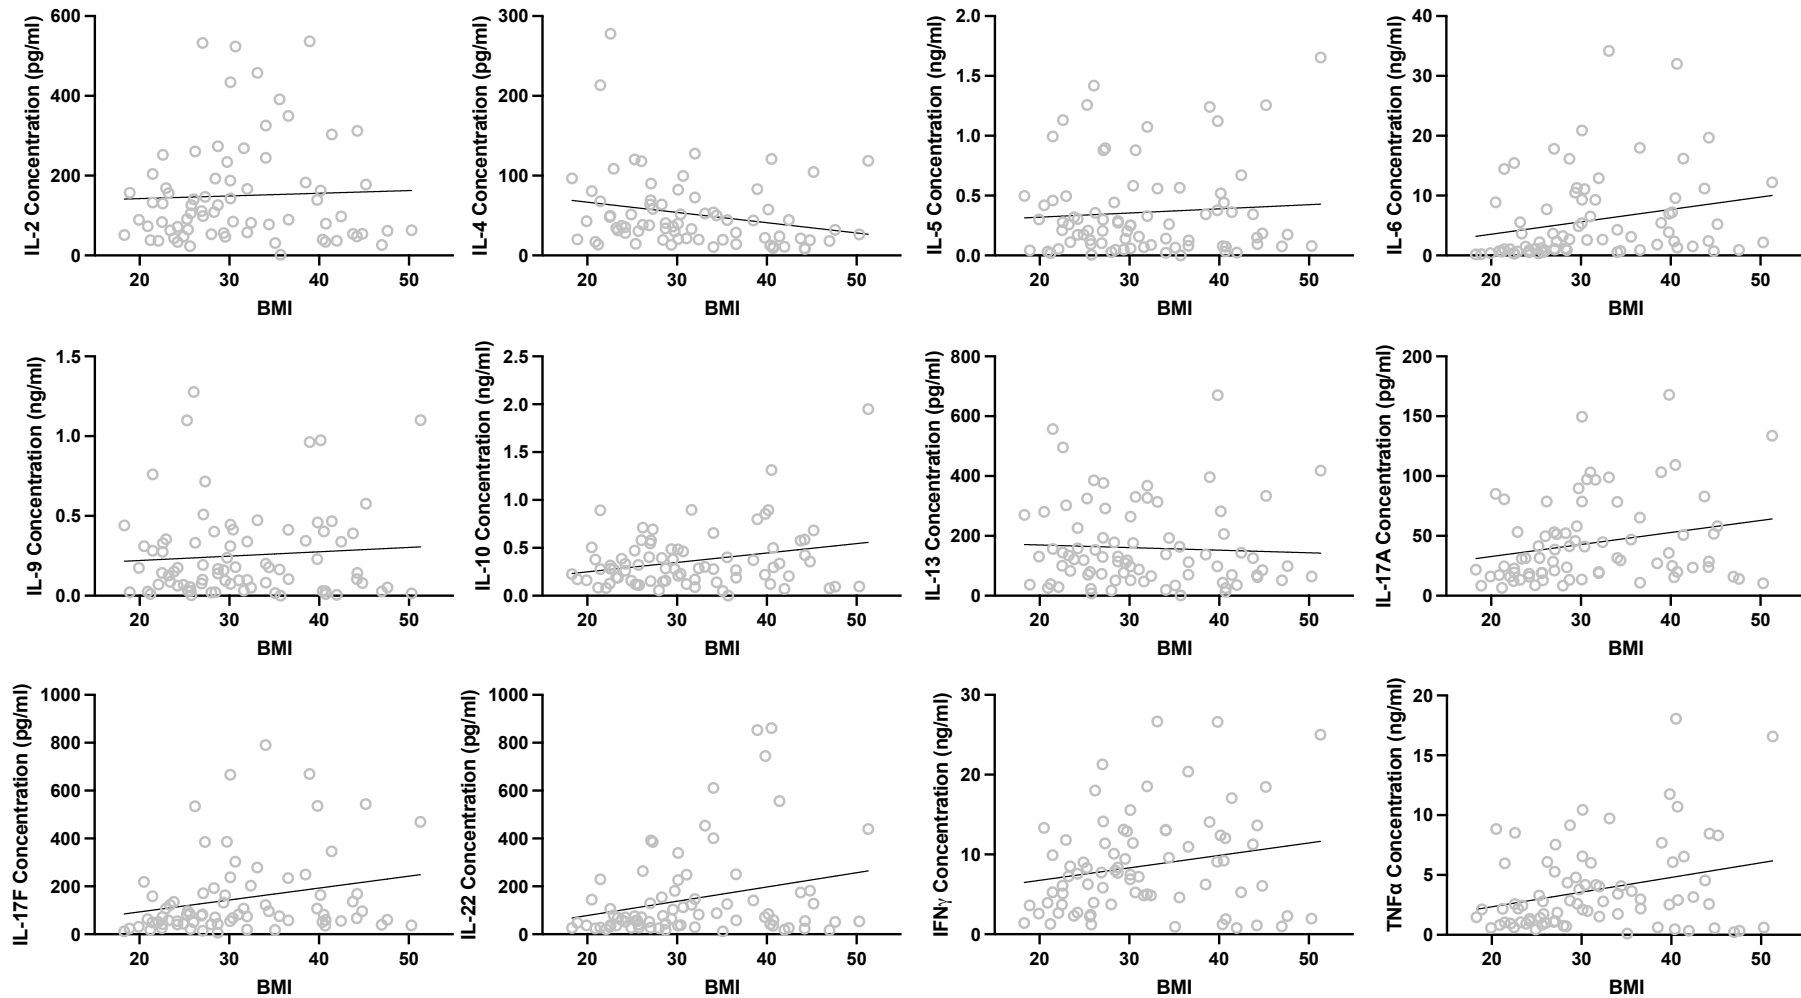 IL-2 Concentration (pg/ml)
600
400
200
0
20 30 40 50
BMI
IL-4 Concentration (pg/ml)
300
200
100
0
20 30 40 50
BMI
IL-5 Concentration (ng/ml)
2.0
1.5
1.0
0.5
0.0
20 30 40 50
BMI
IL-6 Concentration (ng/ml)
40
30
20
10
0
20 30 40 50
BMI
IL-9 Concentration (ng/ml)
1.5
1.0
0.5
0.0
20 30 40 50
BMI
IL-10 Concentration (ng/ml)
2.5
2.0
1.5
1.0
0.5
0.0
20 30 40 50
BMI
IL-13 Concentration (pg/ml)
800
600
400
200
0
20 30 40 50
BMI
IL-17A Concentration (pg/ml)
200
150
100
50
0
20 30 40 50
BMI
IL-17F Concentration (pg/ml)
1000
800
600
400
200
0
20 30 40 50
BMI
IL-22 Concentration (pg/ml)
1000
800
600
400
200
0
20 30 40 50
BMI
IFNγ Concentration (ng/ml)
30
20
10
0
20 30 40 50
BMI
TNFα Concentration (ng/ml)
20
15
10
5
0
20 30 40 50
BMI